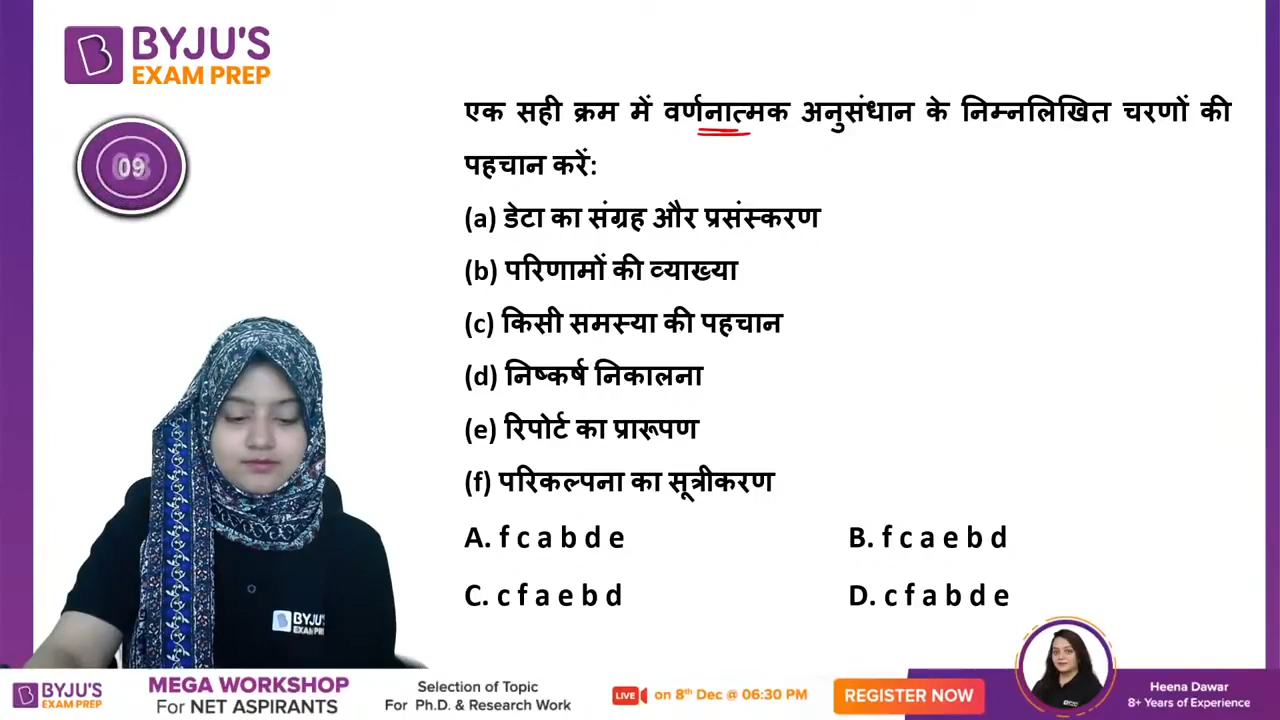 BYJU'S
EXAM PREP
एक सही क्रम में वर्णनात्मक अनुसंधान के निम्नलिखित चरणों की
पहचान करें:
(a) डेटा का संग्रह और प्रसंस्करण
(b) परिणामों की व्याख्या
(c) किसी समस्या की पहचान
(d) निष्कर्ष निकालना
(e) रिपोर्ट का प्रारूपण
(f) परिकल्पना का सूत्रीकरण
A. f c a b d e
B. f c a e b d
C. c f a e b d
D. c f a b d e
BYJU'S
BYJU'S
EXAM PREP
MEGA WORKSHOP
For NET ASPIRANTS
Selection of Topic
For Ph.D. & Research Work
LIVE on 8th Dec @ 06:30 PM
REGISTER NOW
Heena Dawar
8+ Years of Experience